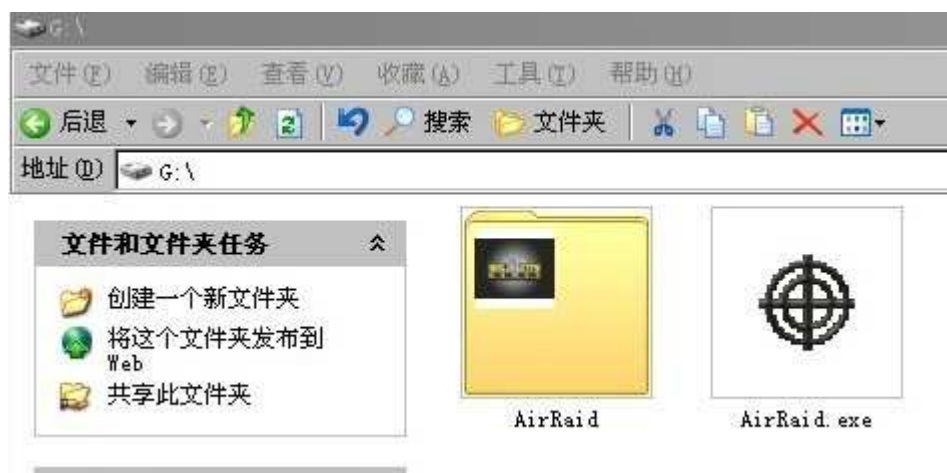 G:\
文件(F) 编辑(E) 查看(V) 收藏(A) 工具(T) 帮助(H)
后退 搜索 文件夹
地址(D) G:\
文件和文件夹任务
创建一个新文件夹
将这个文件夹发布到
Web
共享此文件夹
AirRaid AirRaid.exe